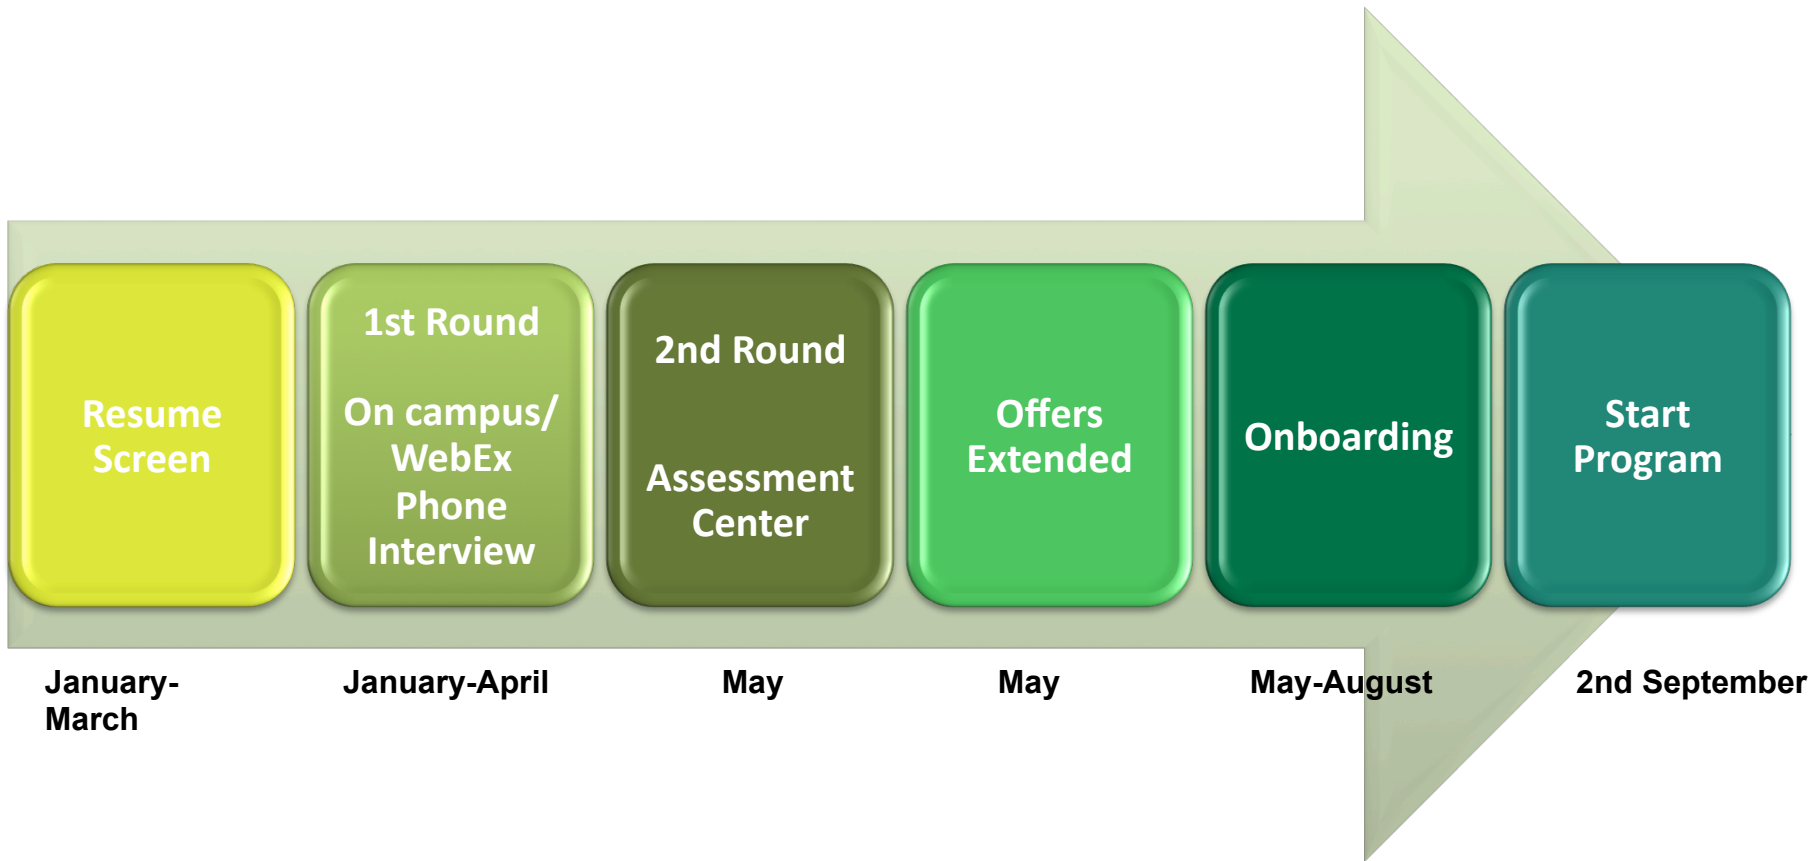 Resume
Screen
1st Round
On campus/
WebEx
Phone
Interview
2nd Round
Assessment
Center
Offers
Extended
Onboarding
Start
Program
January-
March
January-April
May
May
May-August
2nd September